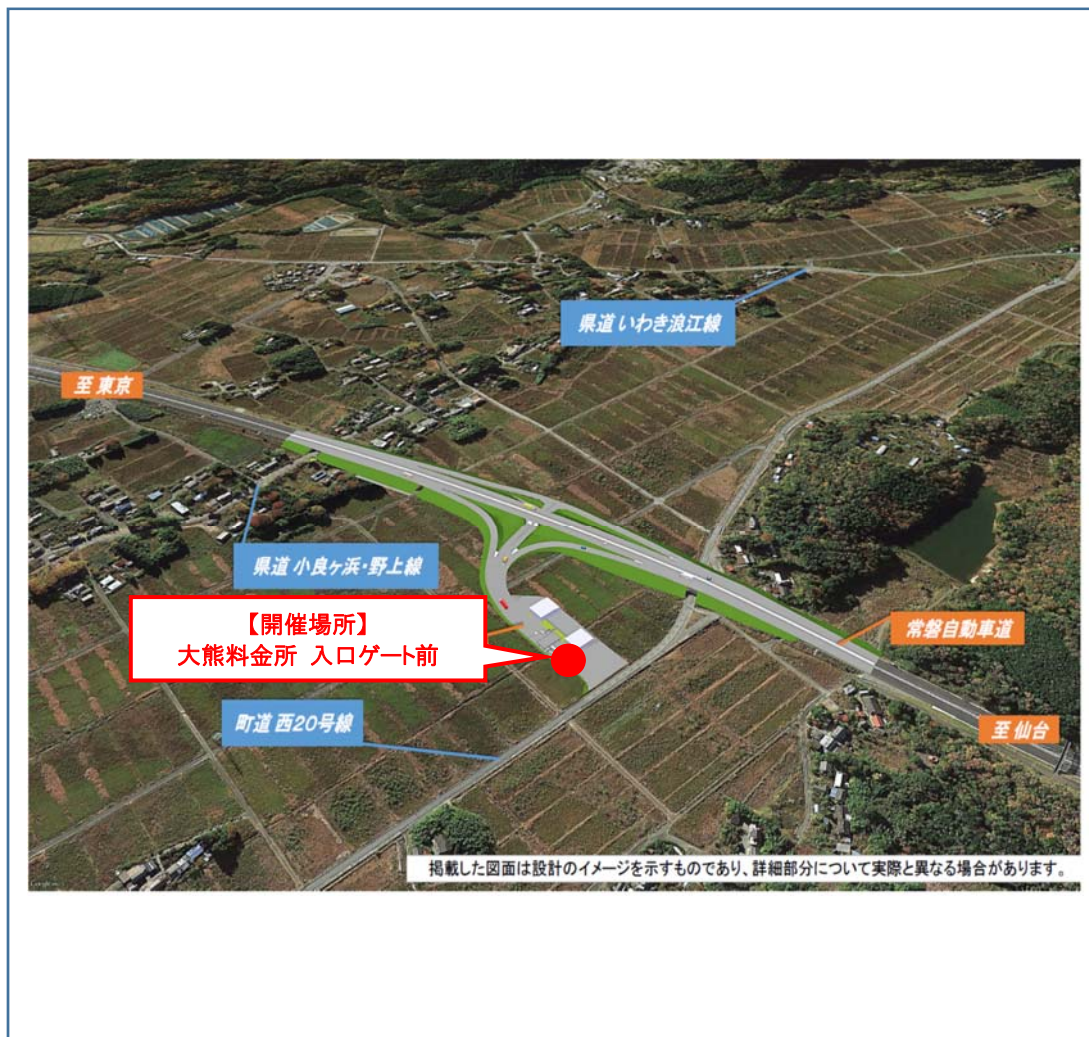 県道 いわき浪江線
至 東京
県道 小良ヶ浜・野上線
【開催場所】
大熊料金所 入口ゲート前
常磐自動車道
町道 西20号線
至 仙台
掲載した図面は設計のイメージを示すものであり、詳細部分について実際と異なる場合があります。